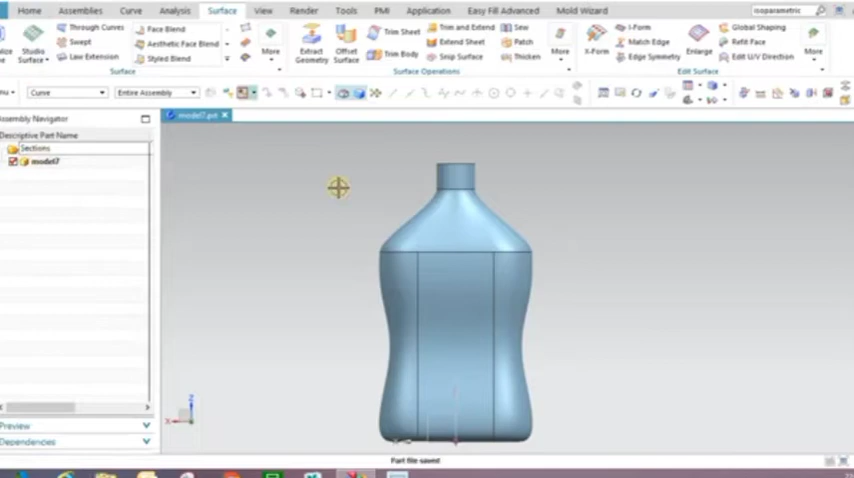 Home Assemblies Curve Analysis Surface View Render Tools PMI Application Easy Fill Advanced Mold Wizard isoparametric
Studio Surface
Through Curves
Swept
Law Extension
Face Blend
Aesthetic Face Blend
Styled Blend
More
Extract Geometry
Offset Surface
Trim Sheet
Trim Body
Trim and Extend
Extend Sheet
Snip Surface
Sew
Patch
Thicken
More
X-Form
I-Form
Match Edge
Edge Symmetry
Enlarge
Global Shaping
Refit Face
Edit U/V Direction
More
Surface Surface Operations Edit Surface
Curve Entire Assembly
Assembly Navigator
model7.prt
Descriptive Part Name
Sections
model7
Z
X
Preview
Dependencies
Part file saved